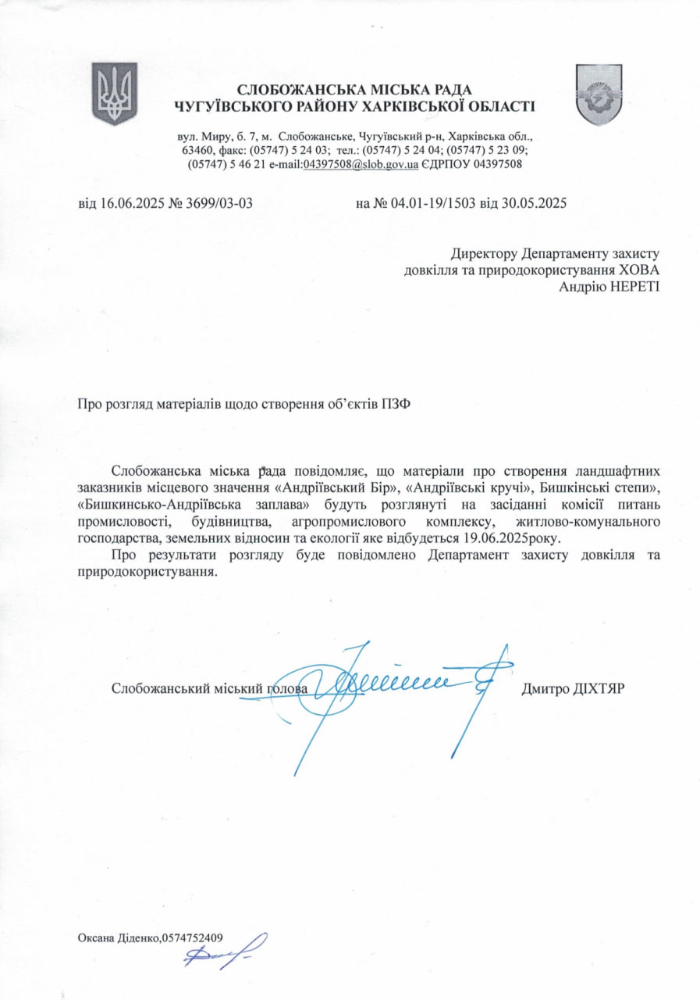 СЛОБОЖАНСЬКА МІСЬКА РАДА
ЧУГУЇВСЬКОГО РАЙОНУ ХАРКІВСЬКОЇ ОБЛАСТІ
вул. Миру, б. 7, м. Слобожанське, Чугуївський р-н, Харківська обл.,
63460, факс: (05747) 5 24 03; тел.: (05747) 5 24 04; (05747) 5 23 09;
(05747) 5 46 21 e-mail:04397508@slob.gov.ua ЄДРПОУ 04397508
від 16.06.2025 № 3699/03-03 на № 04.01-19/1503 від 30.05.2025
Директору Департаменту захисту
довкілля та природокористування ХОВА
Андрію НЕРЕТІ
Про розгляд матеріалів щодо створення об’єктів ПЗФ
Слобожанська міська рада повідомляє, що матеріали про створення ландшафтних
заказників місцевого значення «Андріївський Бір», «Андріївські кручі», Бишкінські степи»,
«Бишкинсько-Андріївська заплава» будуть розглянуті на засіданні комісії питань
промисловості, будівництва, агропромислового комплексу, житлово-комунального
господарства, земельних відносин та екології яке відбудеться 19.06.2025року.
Про результати розгляду буде повідомлено Департамент захисту довкілля та
природокористування.
Слобожанський міський голова Дмитро ДІХТЯР
Оксана Діденко,0574752409